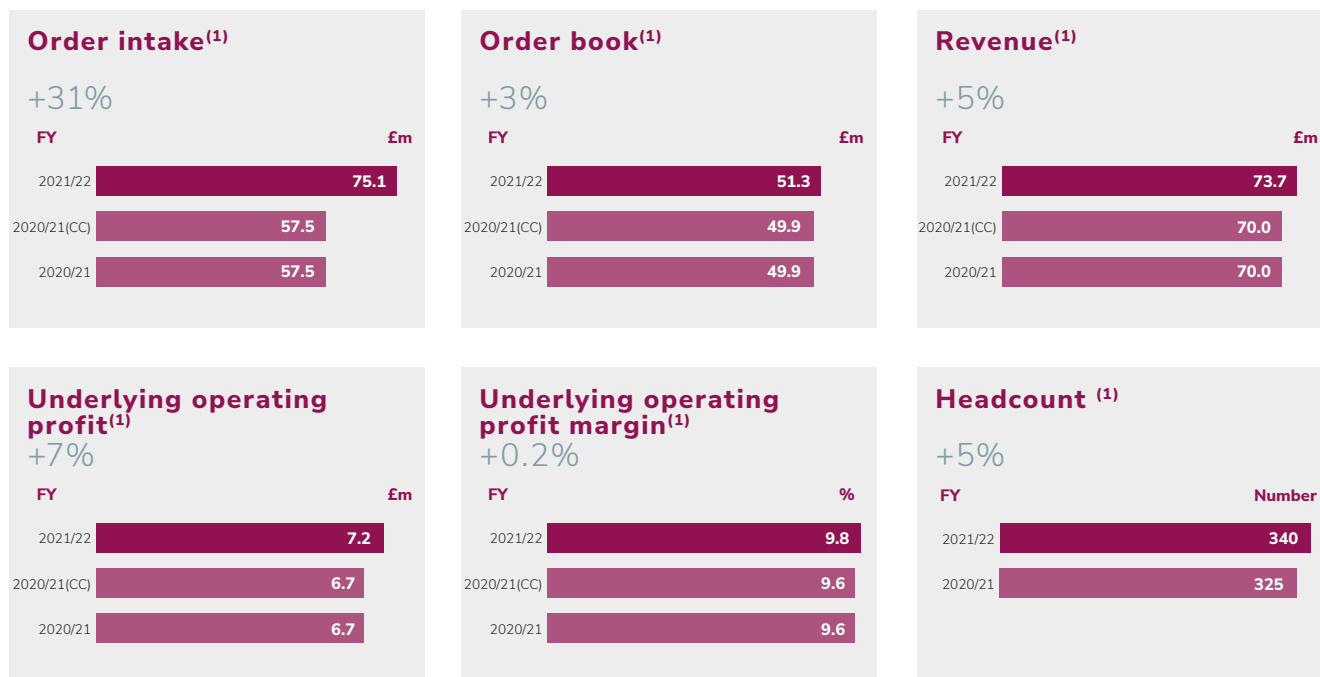 Order intake(1)
+31%
FY £m
2021/22 75.1
2020/21(CC) 57.5
2020/21 57.5
Order book(1)
+3%
FY £m
2021/22 51.3
2020/21(CC) 49.9
2020/21 49.9
Revenue(1)
+5%
FY £m
2021/22 73.7
2020/21(CC) 70.0
2020/21 70.0
Underlying operating
profit(1)
+7%
FY £m
2021/22 7.2
2020/21(CC) 6.7
2020/21 6.7
Underlying operating
profit margin(1)
+0.2%
FY %
2021/22 9.8
2020/21(CC) 9.6
2020/21 9.6
Headcount (1)
+5%
FY Number
2021/22 340
2020/21 325